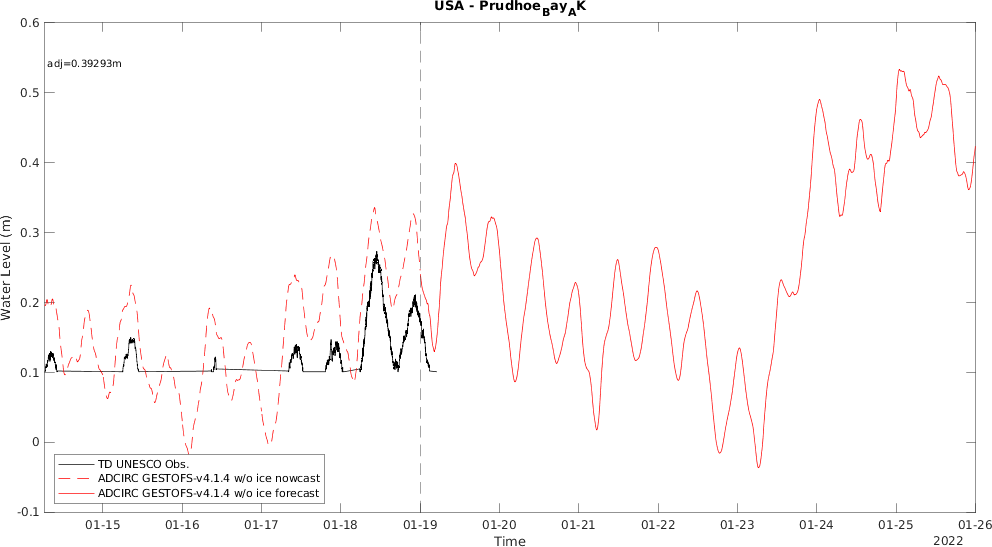 USA - PrudhoeBayAK
0.6
adj=0.39293m
0.5
0.4
0.3
Water Level (m)
0.2
0.1
0
TD UNESCO Obs.
ADCIRC GESTOFS-v4.1.4 w/o ice nowcast
ADCIRC GESTOFS-v4.1.4 w/o ice forecast
-0.1
01-15 01-16 01-17 01-18 01-19 01-20 01-21 01-22 01-23 01-24 01-25 01-26
Time
2022